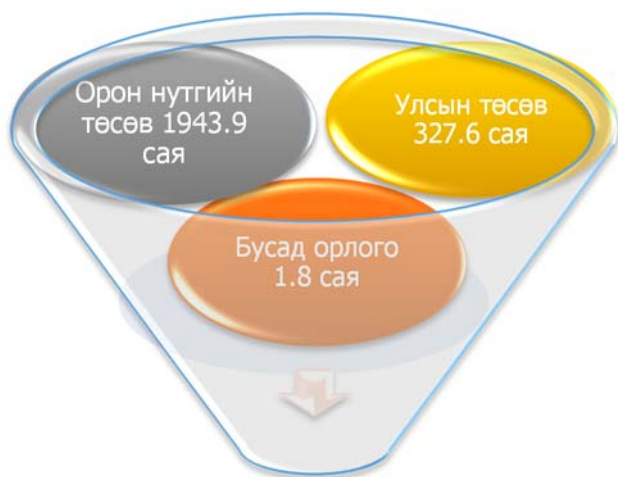 Орон нутгийн
төсөв 1943.9
сая
Улсын төсөв
327.6 сая
Бусад орлого
1.8 сая